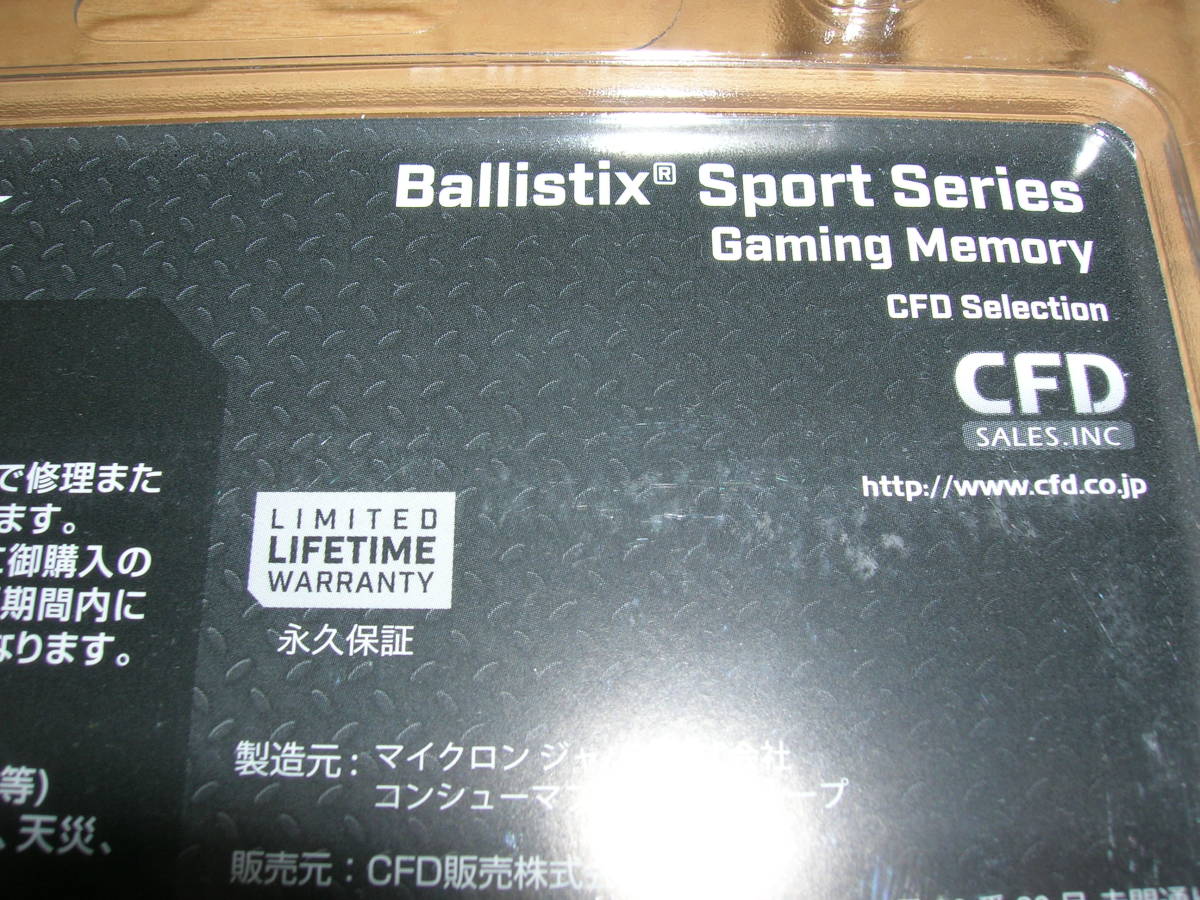 Ballistix® Sport Series
Gaming Memory
CFD Selection
CFD
SALES.INC
http://www.cfd.co.jp
で修理また
ます。
に御購入の
期間内に
なります。
LIMITED
LIFETIME
WARRANTY
永久保証
等)
、天災、
製造元：マイクロン 会社
コンシューマ ープ
販売元：CFD販売株式